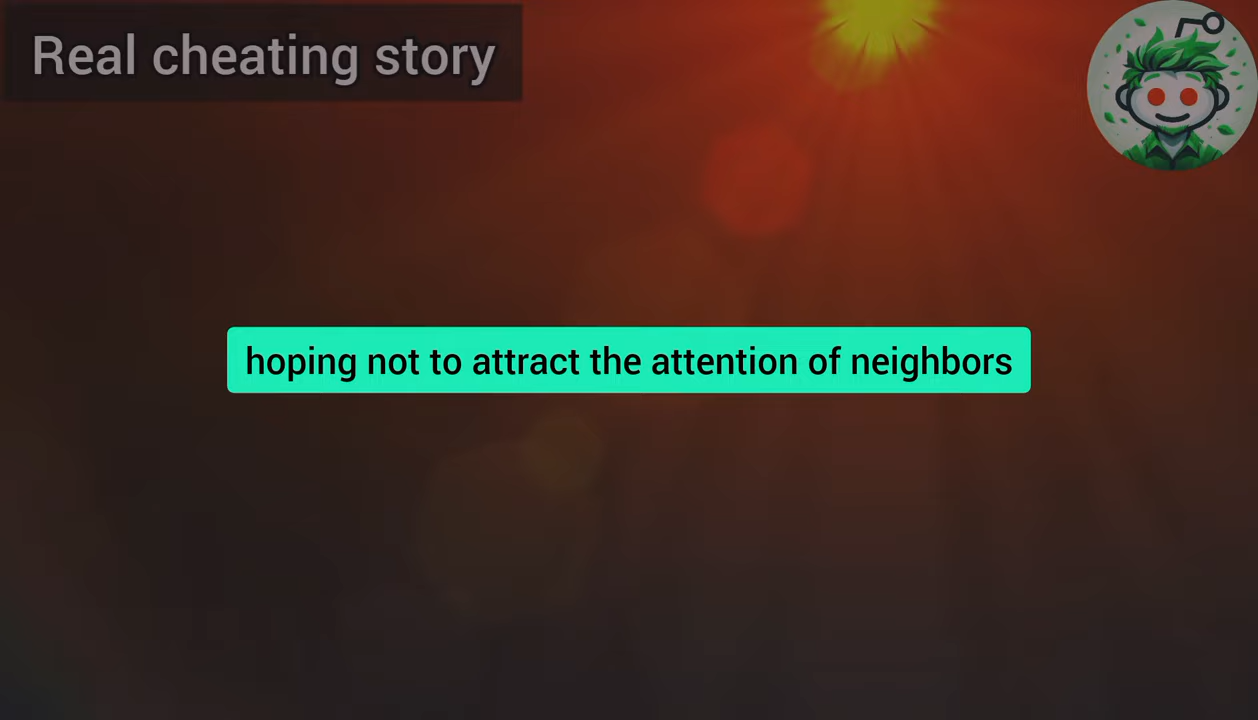 Real cheating story
hoping not to attract the attention of neighbors